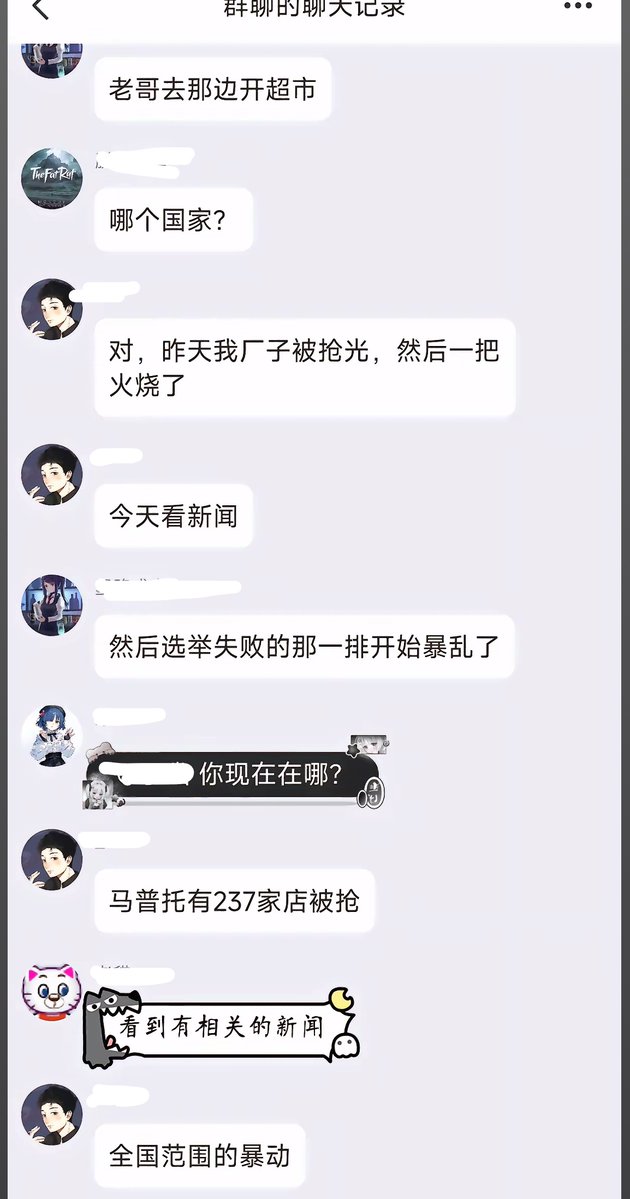 群聊的聊天记录
老哥去那边开超市
TheFatRat
哪个国家？
对，昨天我厂子被抢光，然后一把
火烧了
今天看新闻
然后选举失败的那一排开始暴乱了
你现在在哪？
马普托有237家店被抢
看到有相关的新闻
全国范围的暴动